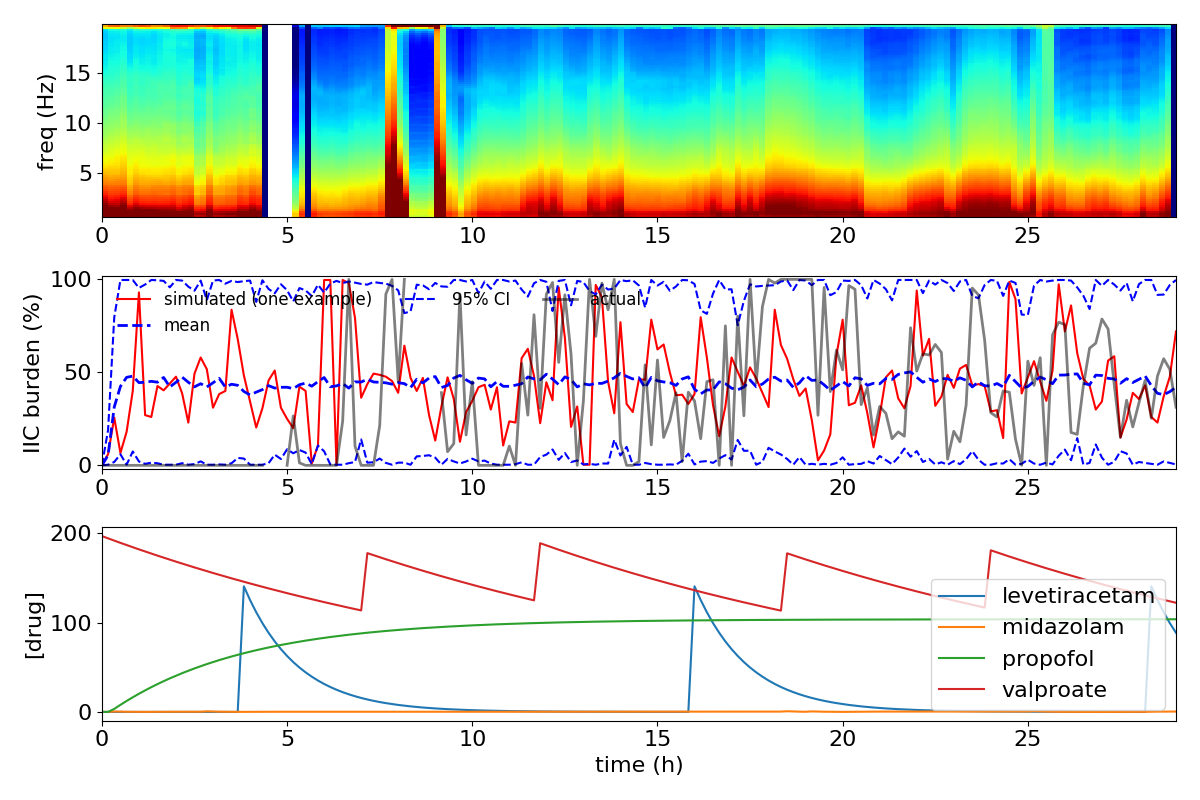 freq (Hz)
15
10
5
0 5 10 15 20 25
IIC burden (%)
100
50
0
simulated (one example) 95% CI actual
mean
0 5 10 15 20 25
[drug]
200
100
0
levetiracetam
midazolam
propofol
valproate
0 5 10 15 20 25
time (h)